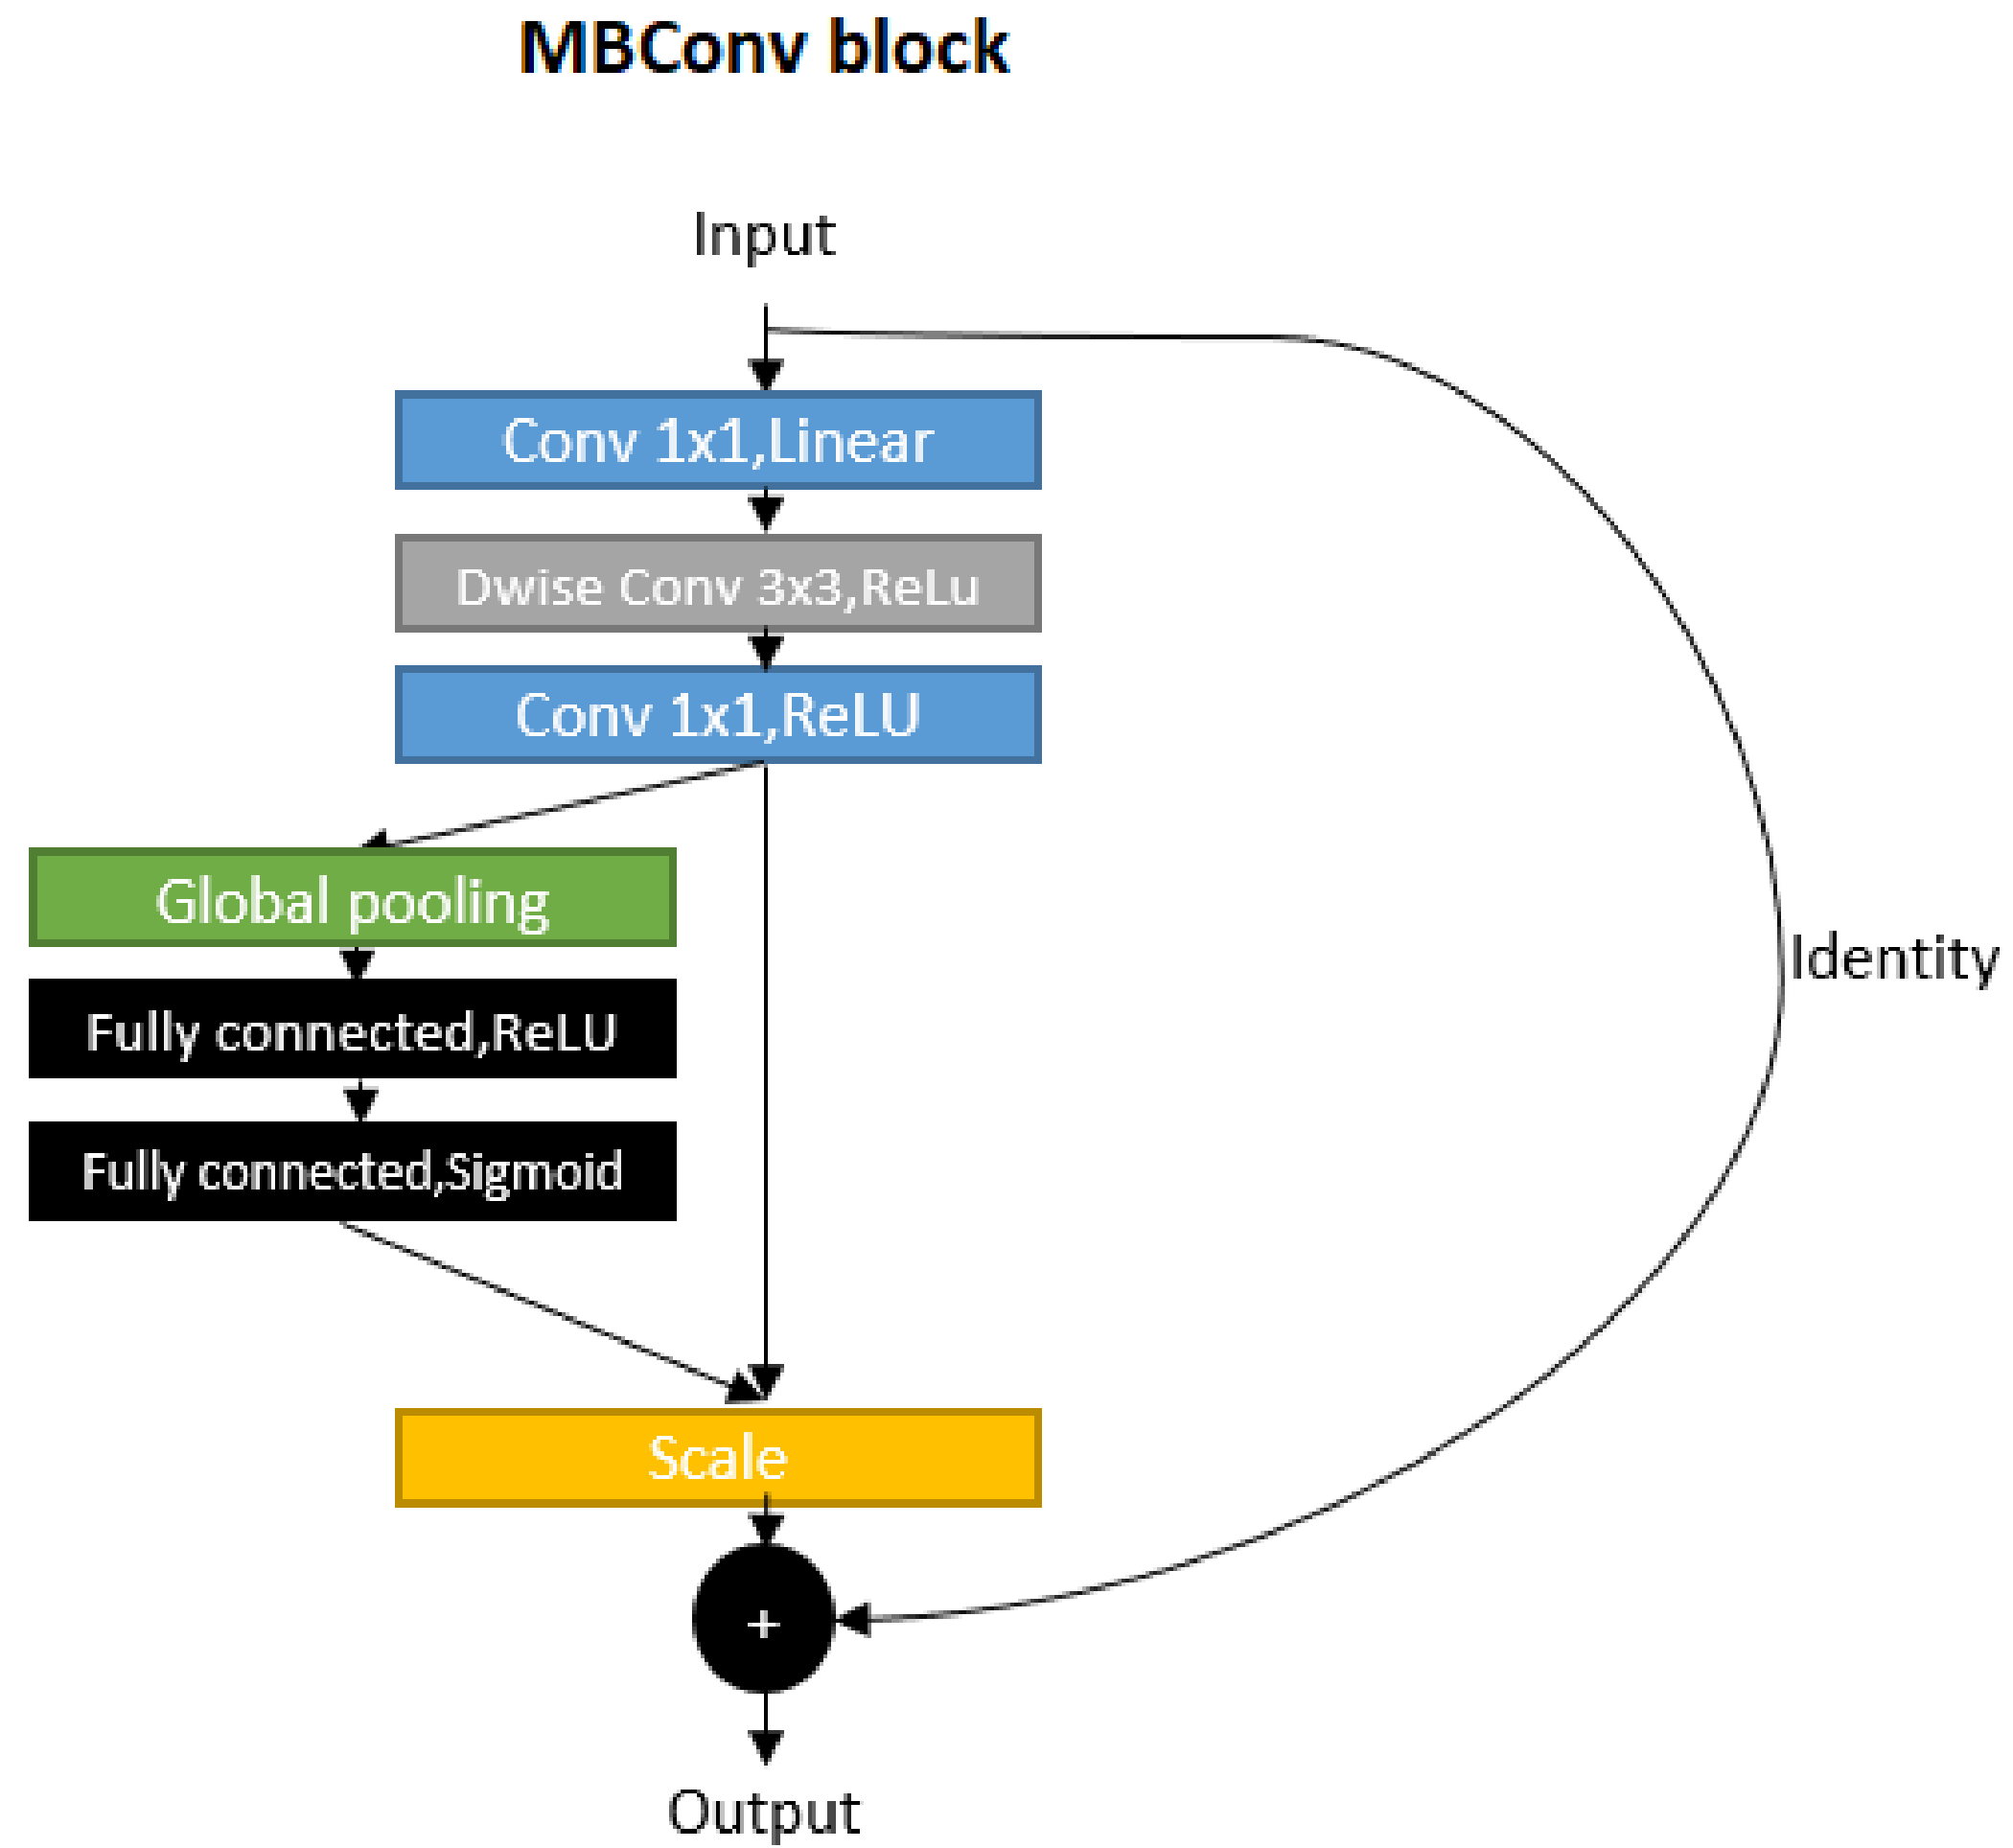 MBConv block
Input
Conv 1x1,Linear
Dwise Conv 3x3,ReLu
Conv 1x1,ReLU
Global pooling
Fully connected,ReLU
Identity
Fully connected,Sigmoid
Scale
+
Output